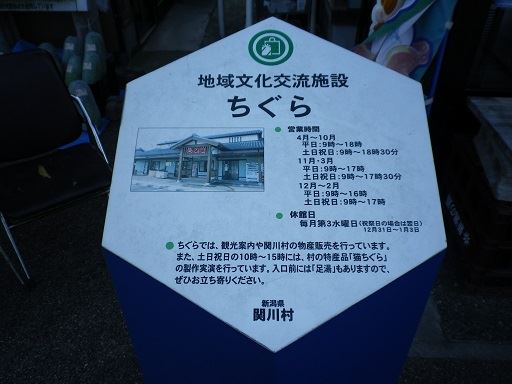 地域文化交流施設
ちぐら
● 営業時間
4月～10月
平日:9時～18時
土日祝日:9時～18時30分
11月・3月
平日:9時～17時
土日祝日:9時～17時30分
12月～2月
平日:9時～16時
土日祝日:9時～17時
● 休館日
毎月第3水曜日(祝祭日の場合は翌日)
12月31日～1月3日
● ちぐらでは、観光案内や関川村の物産販売を行っています。
また、土日祝日の10時～15時には、村の特産品「猫ちぐら」
の製作実演を行っています。入口前には「足湯」もありますので、
ぜひお立ち寄りください。
新潟県
関川村